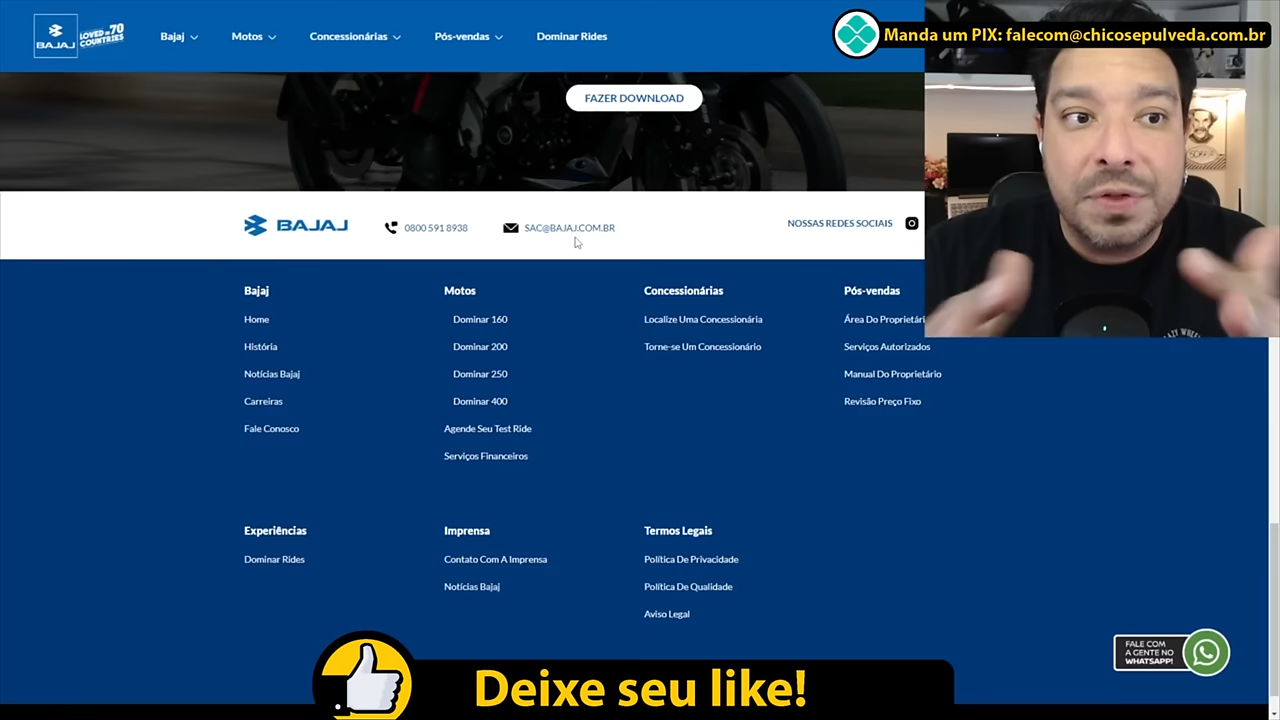 BAJAJ
LOVED IN 70
COUNTRIES
Bajaj
Motos
Concessionárias
Pós-vendas
Dominar Rides
Manda um PIX: falecom@chicosepulveda.com.br
FAZER DOWNLOAD
BAJAJ
0800 591 8938
SAC@BAJAJ.COM.BR
NOSSAS REDES SOCIAIS
Bajaj
Home
História
Notícias Bajaj
Carreiras
Fale Conosco
Motos
Dominar 160
Dominar 200
Dominar 250
Dominar 400
Agende Seu Test Ride
Serviços Financeiros
Concessionárias
Localize Uma Concessionária
Torne-se Um Concessionário
Pós-vendas
Área Do Proprietári
Serviços Autorizados
Manual Do Proprietário
Revisão Preço Fixo
Experiências
Dominar Rides
Imprensa
Contato Com A Imprensa
Notícias Bajaj
Termos Legais
Política De Privacidade
Política De Qualidade
Aviso Legal
FALE COM
A GENTE NO
WHATSAPP!
Deixe seu like!